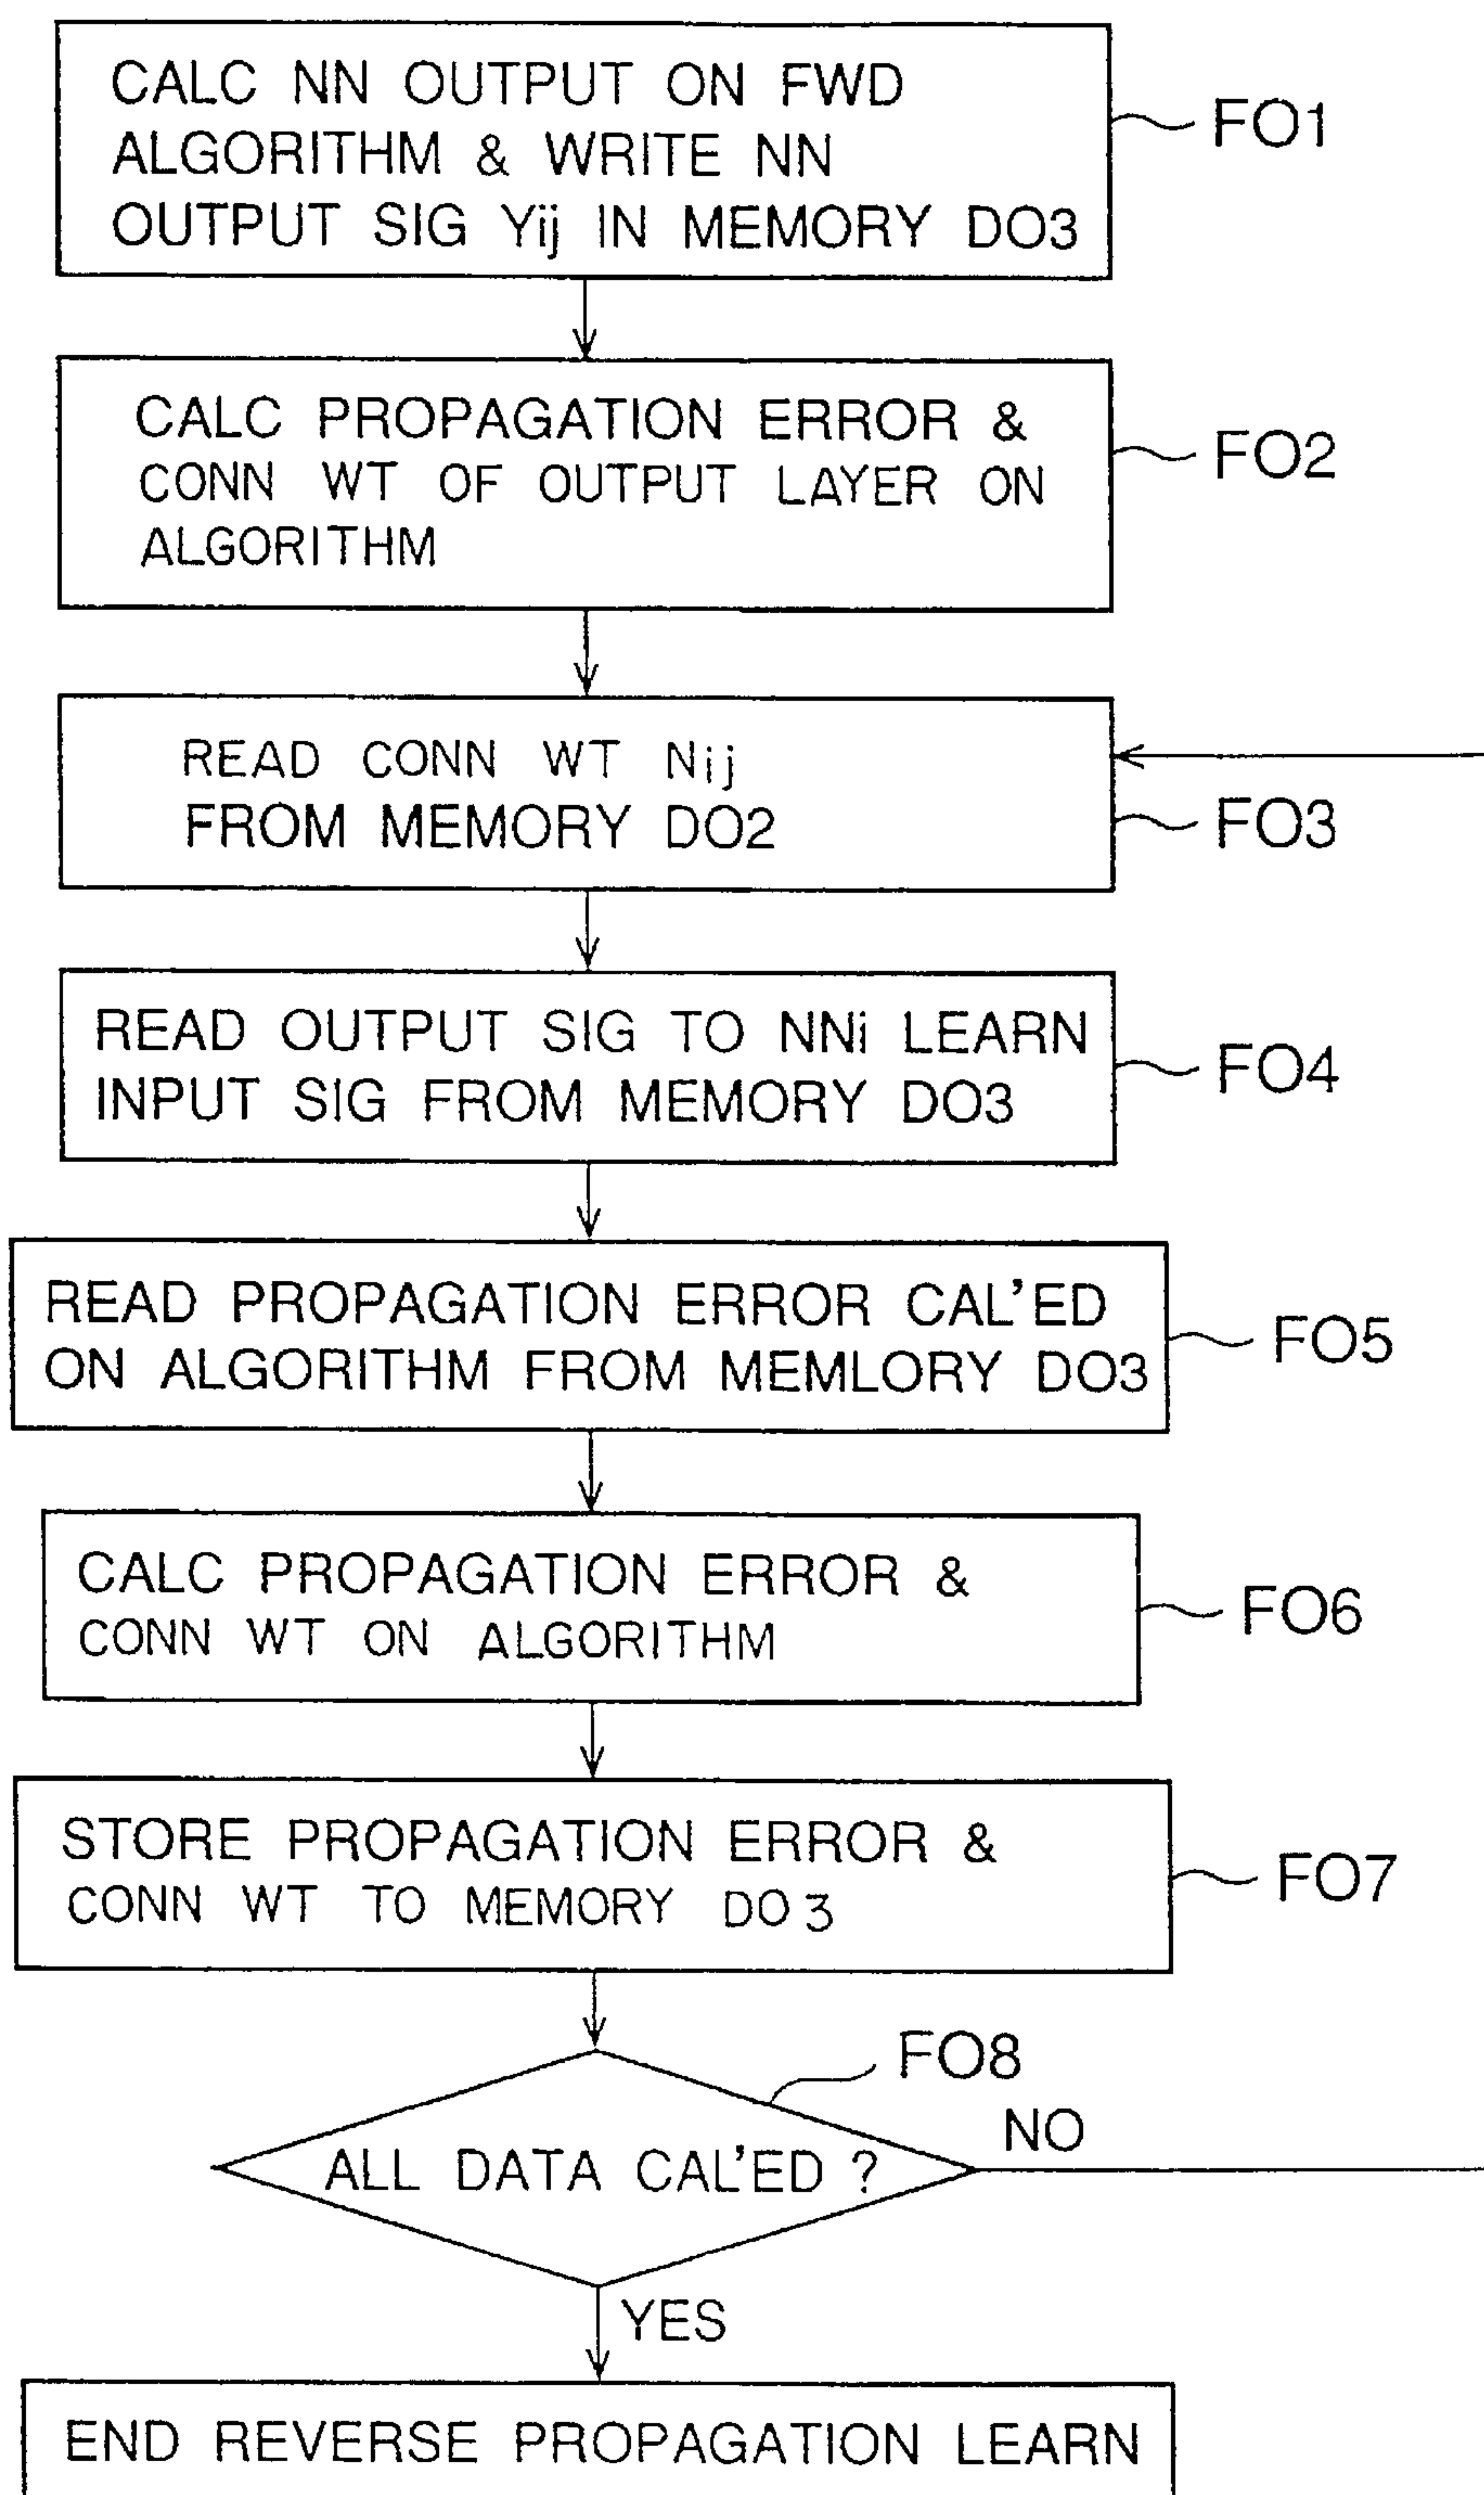 CALC NN OUTPUT ON FWD
ALGORITHM & WRITE NN
OUTPUT SIG Yij IN MEMORY DO3
FO1
CALC PROPAGATION ERROR &
CONN WT OF OUTPUT LAYER ON
ALGORITHM
FO2
READ CONN WT Nij
FROM MEMORY DO2
FO3
READ OUTPUT SIG TO NNi LEARN
INPUT SIG FROM MEMORY DO3
FO4
READ PROPAGATION ERROR CAL'ED
ON ALGORITHM FROM MEMLORY DO3
FO5
CALC PROPAGATION ERROR &
CONN WT ON ALGORITHM
FO6
STORE PROPAGATION ERROR &
CONN WT TO MEMORY DO3
FO7
FO8
NO
ALL DATA CAL'ED ?
YES
END REVERSE PROPAGATION LEARN